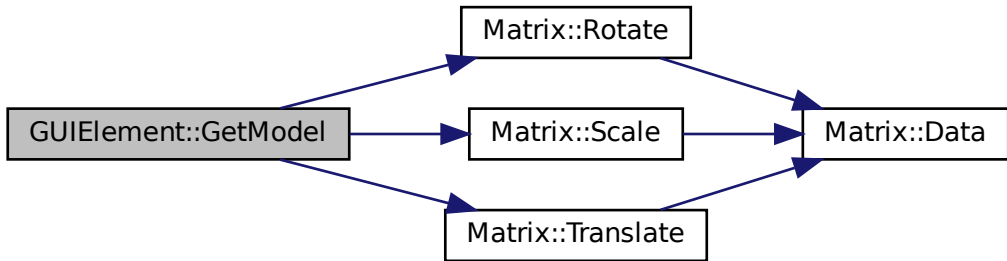 Matrix::Rotate
GUIElement::GetModel
Matrix::Scale
Matrix::Data
Matrix::Translate